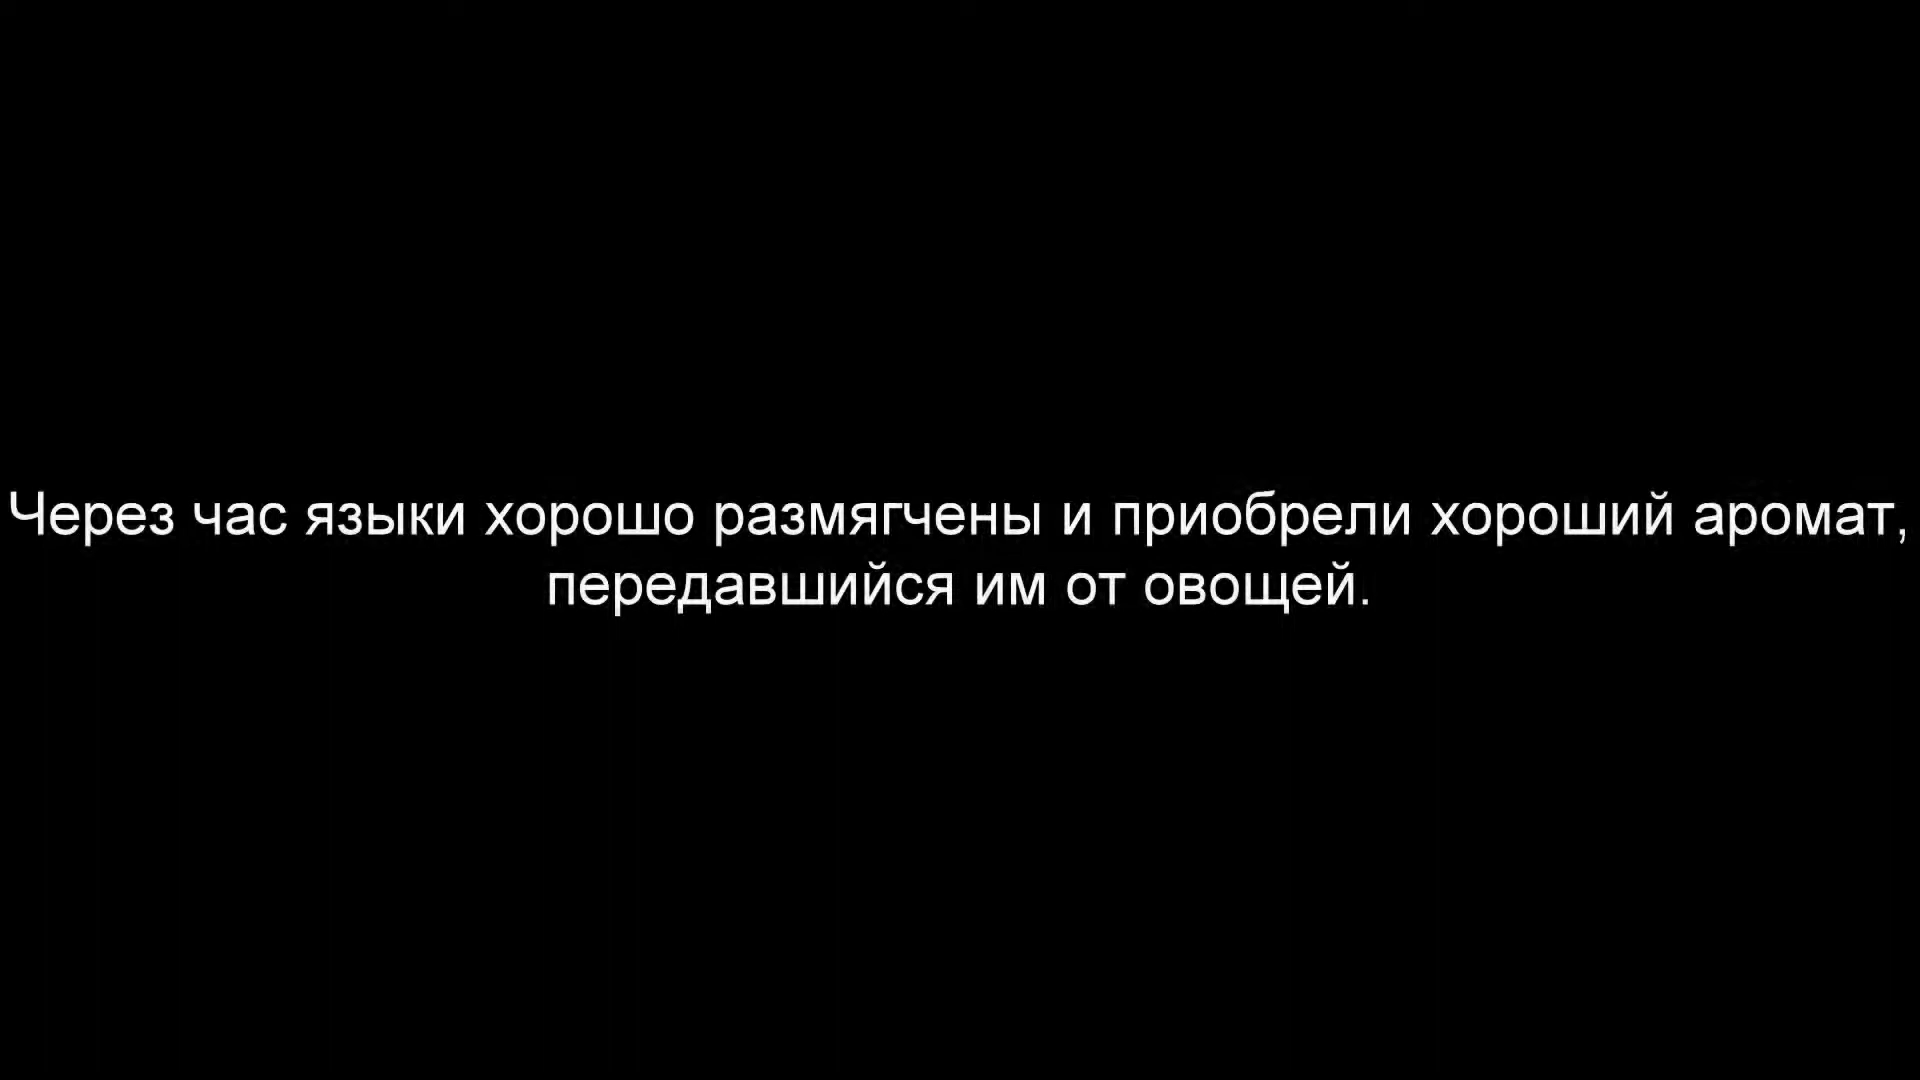 Через час языки хорошо размягчены и приобрели хороший аромат,
передавшийся им от овощей.